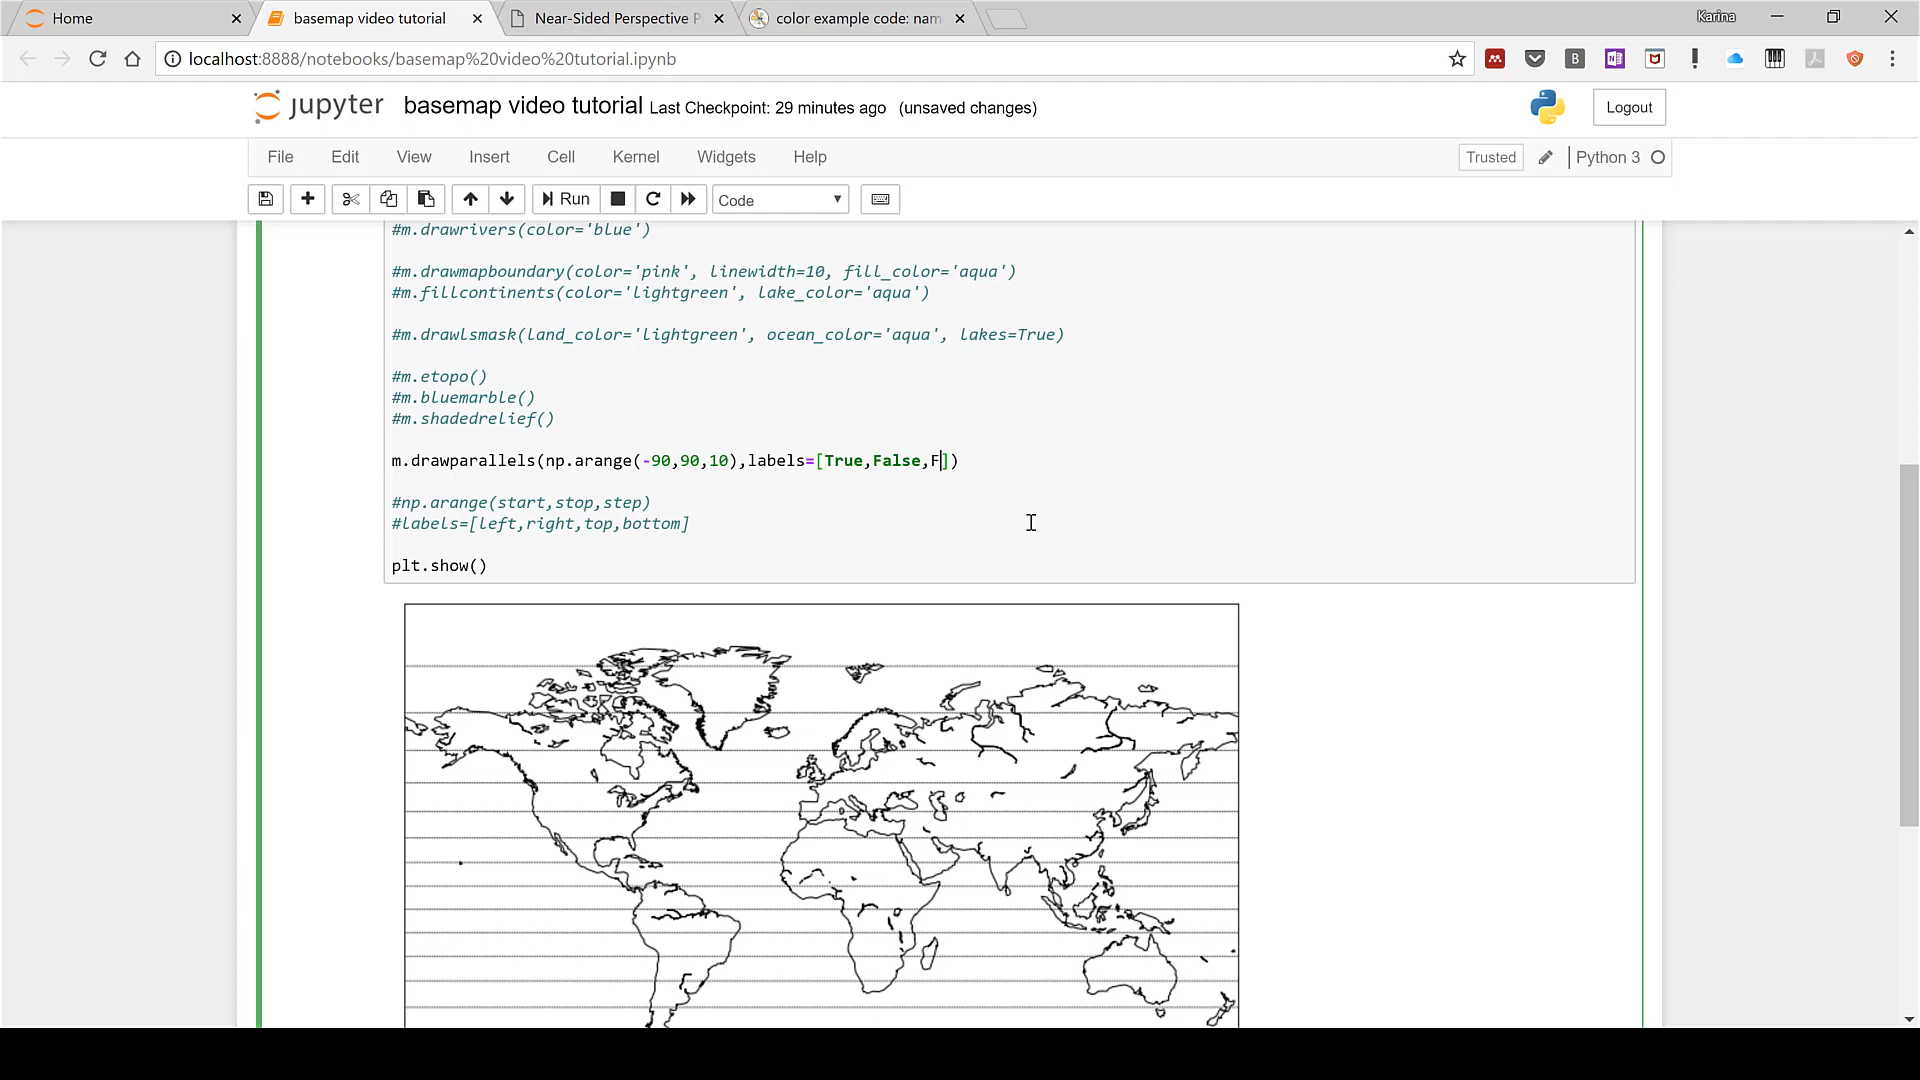 Home
basemap video tutorial
Near-Sided Perspective P
color example code: nam
Karina
localhost:8888/notebooks/basemap%20video%20tutorial.ipynb
B
N
jupyter basemap video tutorial Last Checkpoint: 29 minutes ago (unsaved changes)
Logout
File Edit View Insert Cell Kernel Widgets Help
Trusted
Python 3
Run
Code
#m.drawrivers(color='blue')
#m.drawmapboundary(color='pink', linewidth=10, fill_color='aqua')
#m.fillcontinents(color='lightgreen', lake_color='aqua')
#m.drawlsmask(land_color='lightgreen', ocean_color='aqua', lakes=True)
#m.etopo()
#m.bluemarble()
#m.shadedrelief()
m.drawparallels(np.arange(-90,90,10),labels=[True,False,F])
#np.arange(start,stop,step)
#labels=[left,right,top,bottom]
plt.show()